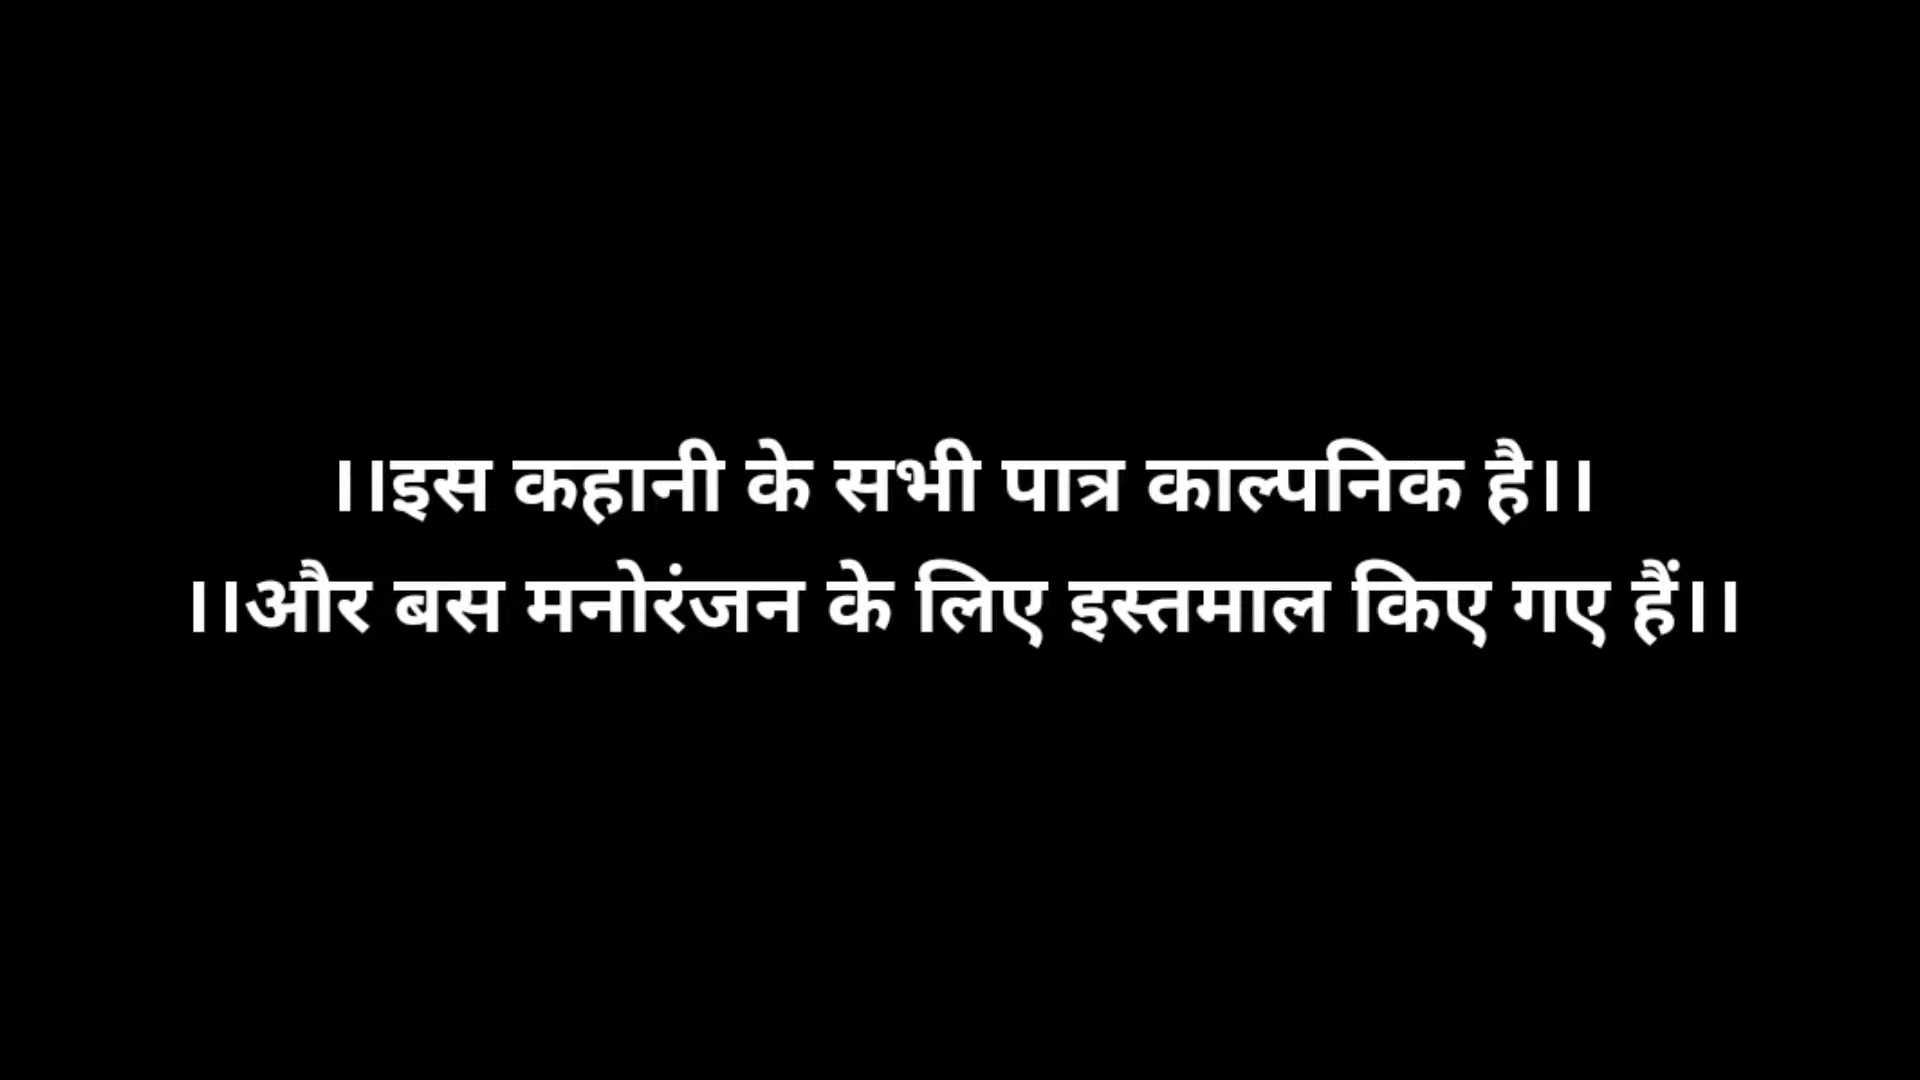 ।।इस कहानी के सभी पात्र काल्पनिक है।।
।।और बस मनोरंजन के लिए इस्तमाल किए गए हैं।।